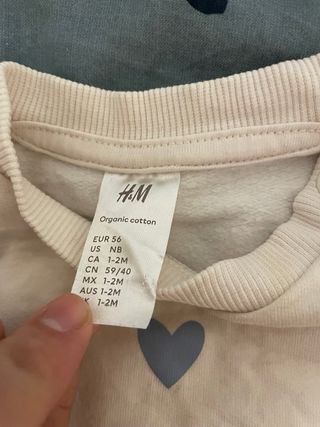 H&M
Organic cotton
EUR 56
US NB
CA 1-2M
CN 59/40
MX 1-2M
AUS 1-2M
K 1-2M